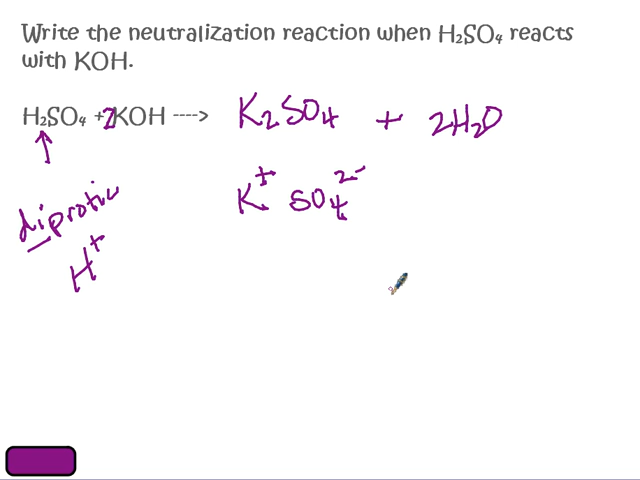 Write the neutralization reaction when H₂SO₄ reacts
with KOH.
H₂SO₄ + 2KOH ----> K₂SO₄ + 2H₂O
K⁺ SO₄²⁻
diprotic
H⁺